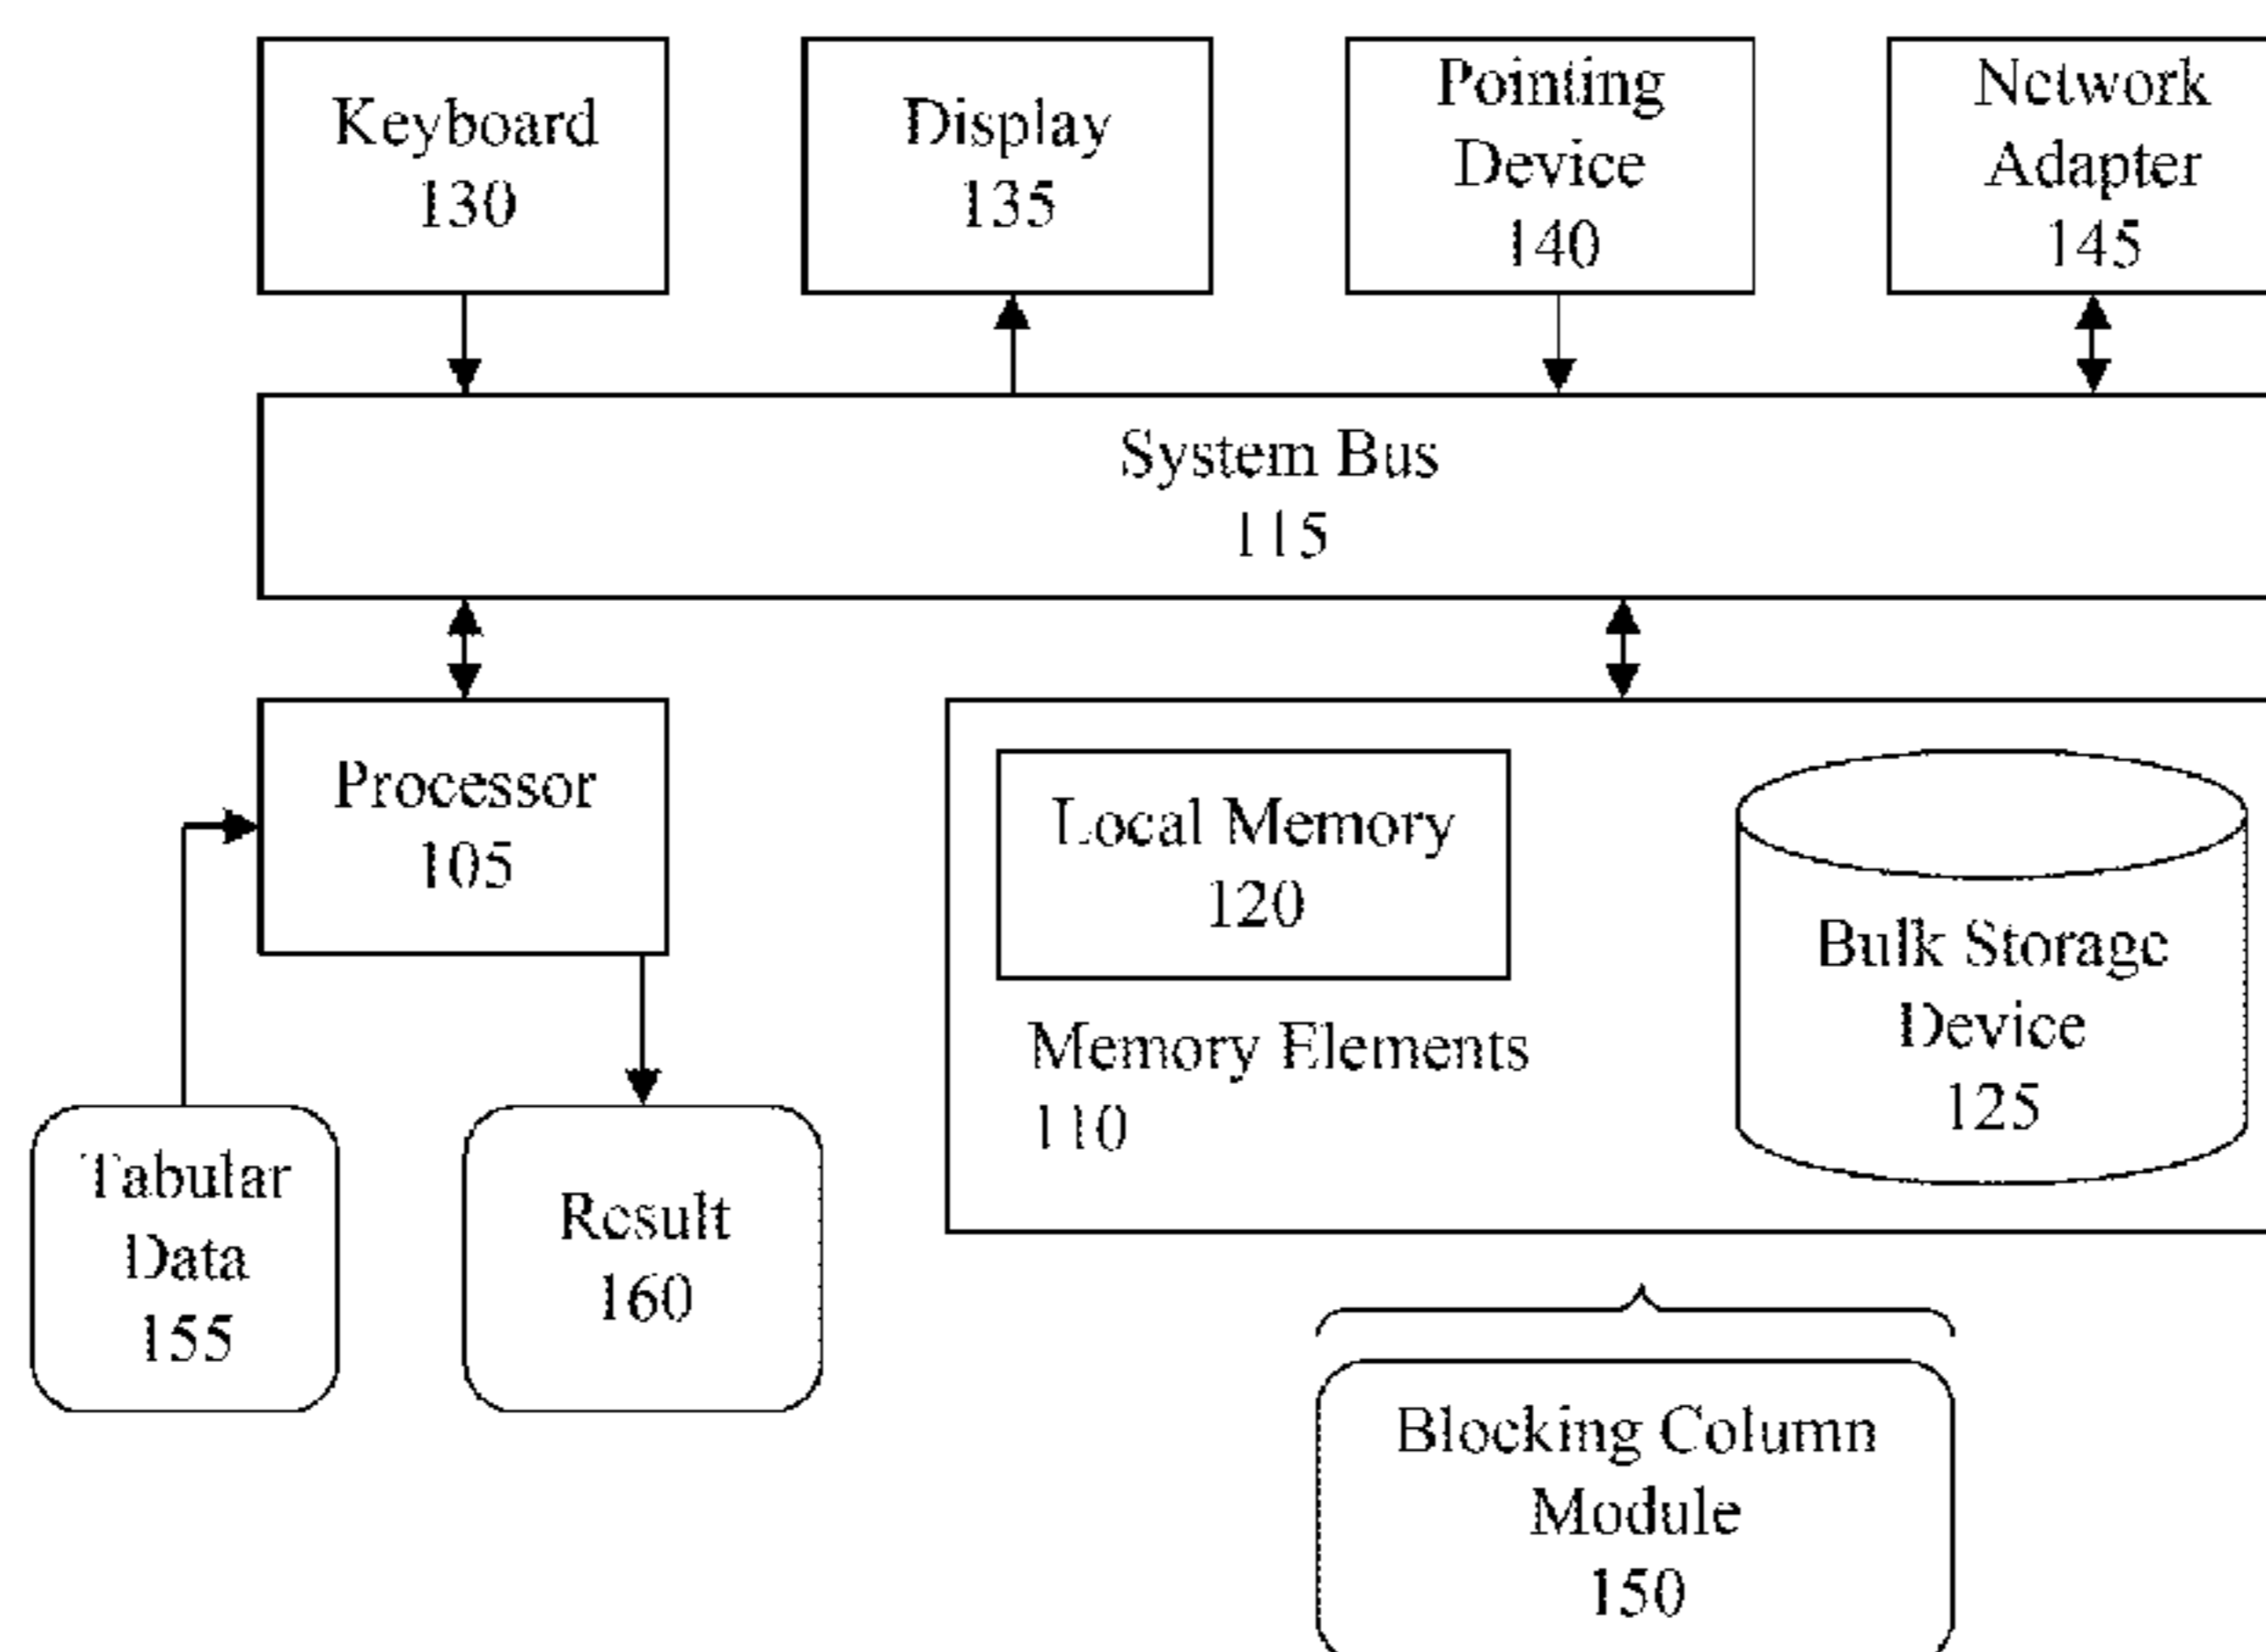 Keyboard
130
Display
135
Pointing
Device
140
Network
Adapter
145
System Bus
115
Processor
105
Local Memory
120
Memory Elements
110
Bulk Storage
Device
125
Tabular
Data
155
Result
160
Blocking Column
Module
150